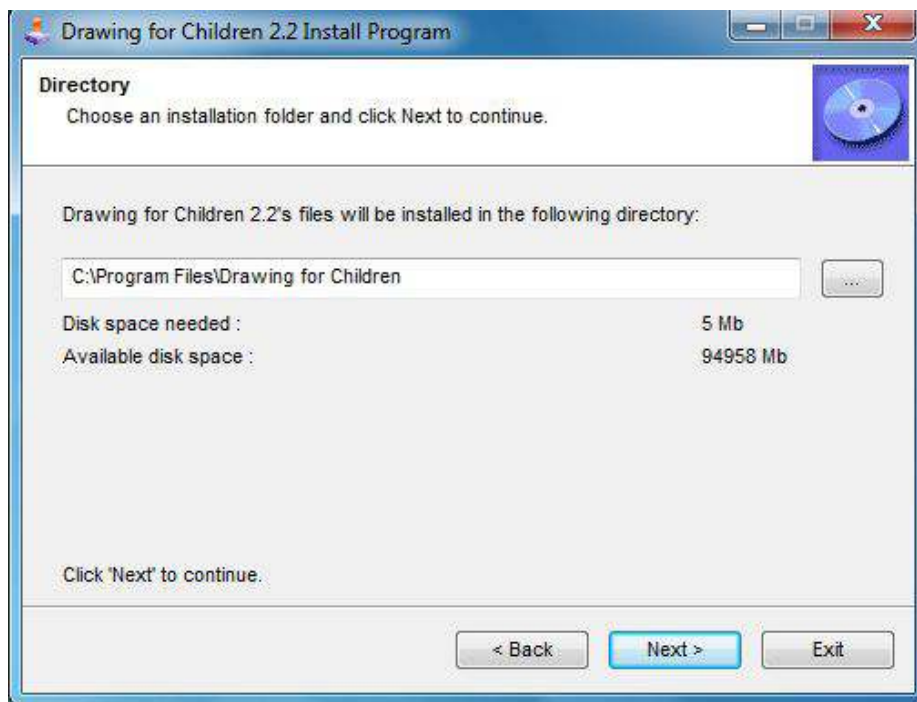 Drawing for Children 2.2 Install Program
Directory
Choose an installation folder and click Next to continue.
Drawing for Children 2.2's files will be installed in the following directory:
C:\Program Files\Drawing for Children
...
Disk space needed : 5 Mb
Available disk space : 94958 Mb
Click 'Next' to continue.
< Back Next > Exit